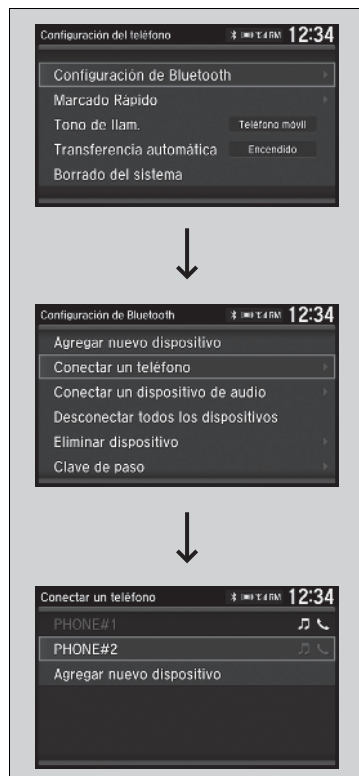 Configuración del teléfono 12:34
Configuración de Bluetooth
Marcado Rápido
Tono de llam. Teléfono móvil
Transferencia automática Encendido
Borrado del sistema
Configuración de Bluetooth 12:34
Agregar nuevo dispositivo
Conectar un teléfono
Conectar un dispositivo de audio
Desconectar todos los dispositivos
Eliminar dispositivo
Clave de paso
Conectar un teléfono 12:34
PHONE#1
PHONE#2
Agregar nuevo dispositivo